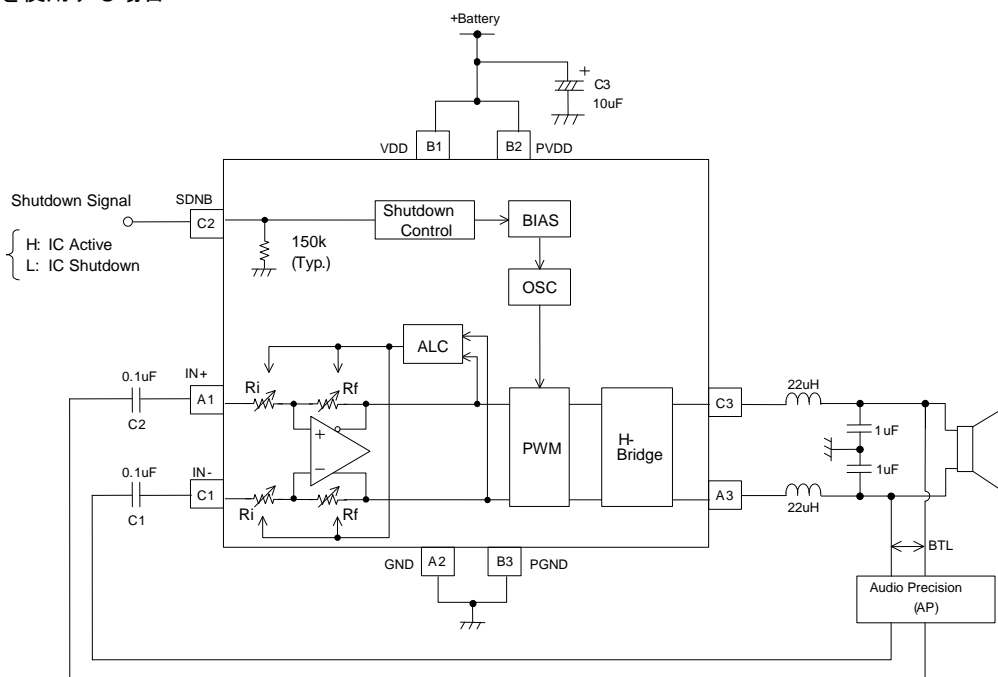 +Battery
+
C3
10uF
VDD
B1
B2
PVDD
Shutdown Signal
SDNB
C2
H: IC Active
L: IC Shutdown
150k
(Typ.)
Shutdown
Control
BIAS
OSC
ALC
0.1uF
IN+
A1
C2
Ri
Rf
+
−
0.1uF
IN-
C1
C1
Ri
Rf
PWM
H-
Bridge
C3
22uH
1uF
1uF
A3
22uH
BTL
GND
A2
B3
PGND
Audio Precision
(AP)